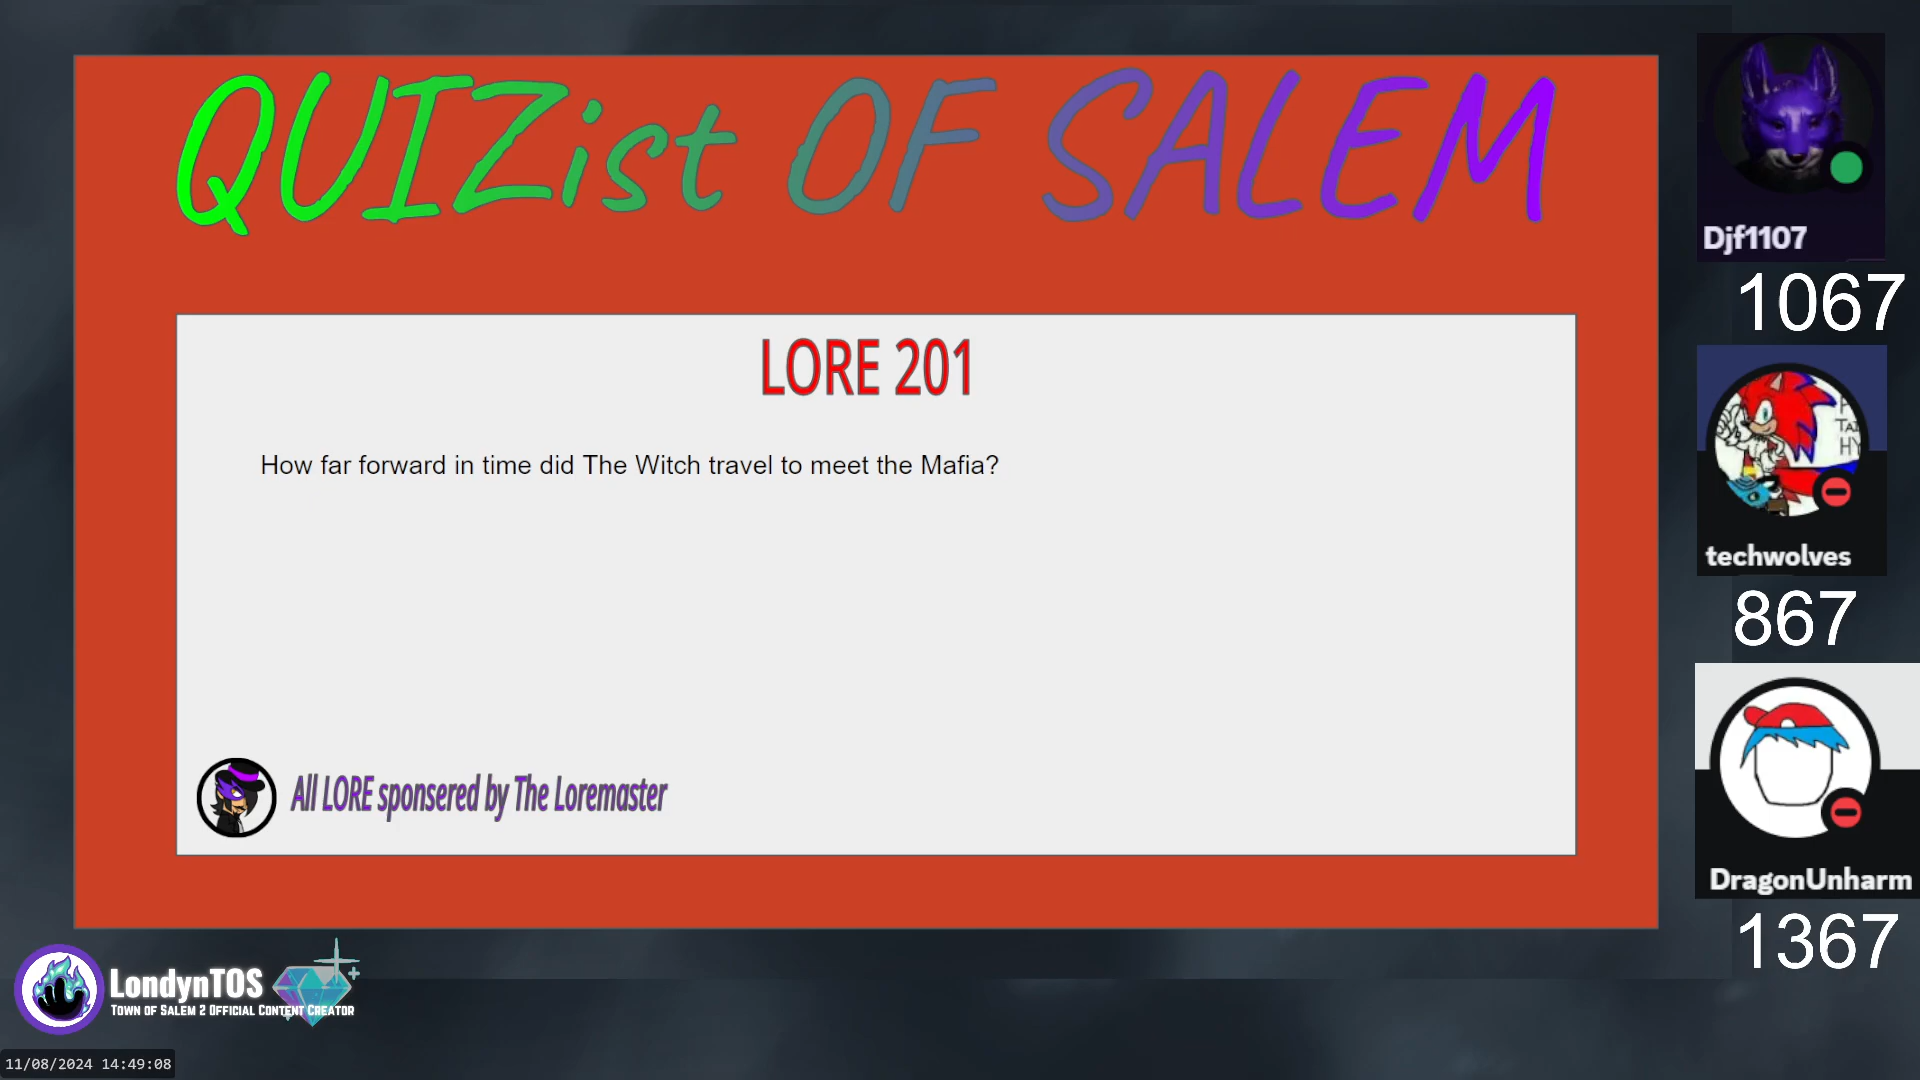 QUIZist OF SALEM
Djf1107
1067
LORE 201
How far forward in time did The Witch travel to meet the Mafia?
techwolves
867
All LORE sponsered by The Loremaster
DragonUnharm
1367
LondynTOS
TOWN OF SALEM 2 OFFICIAL CONTENT CREATOR
11/08/2024 14:49:08